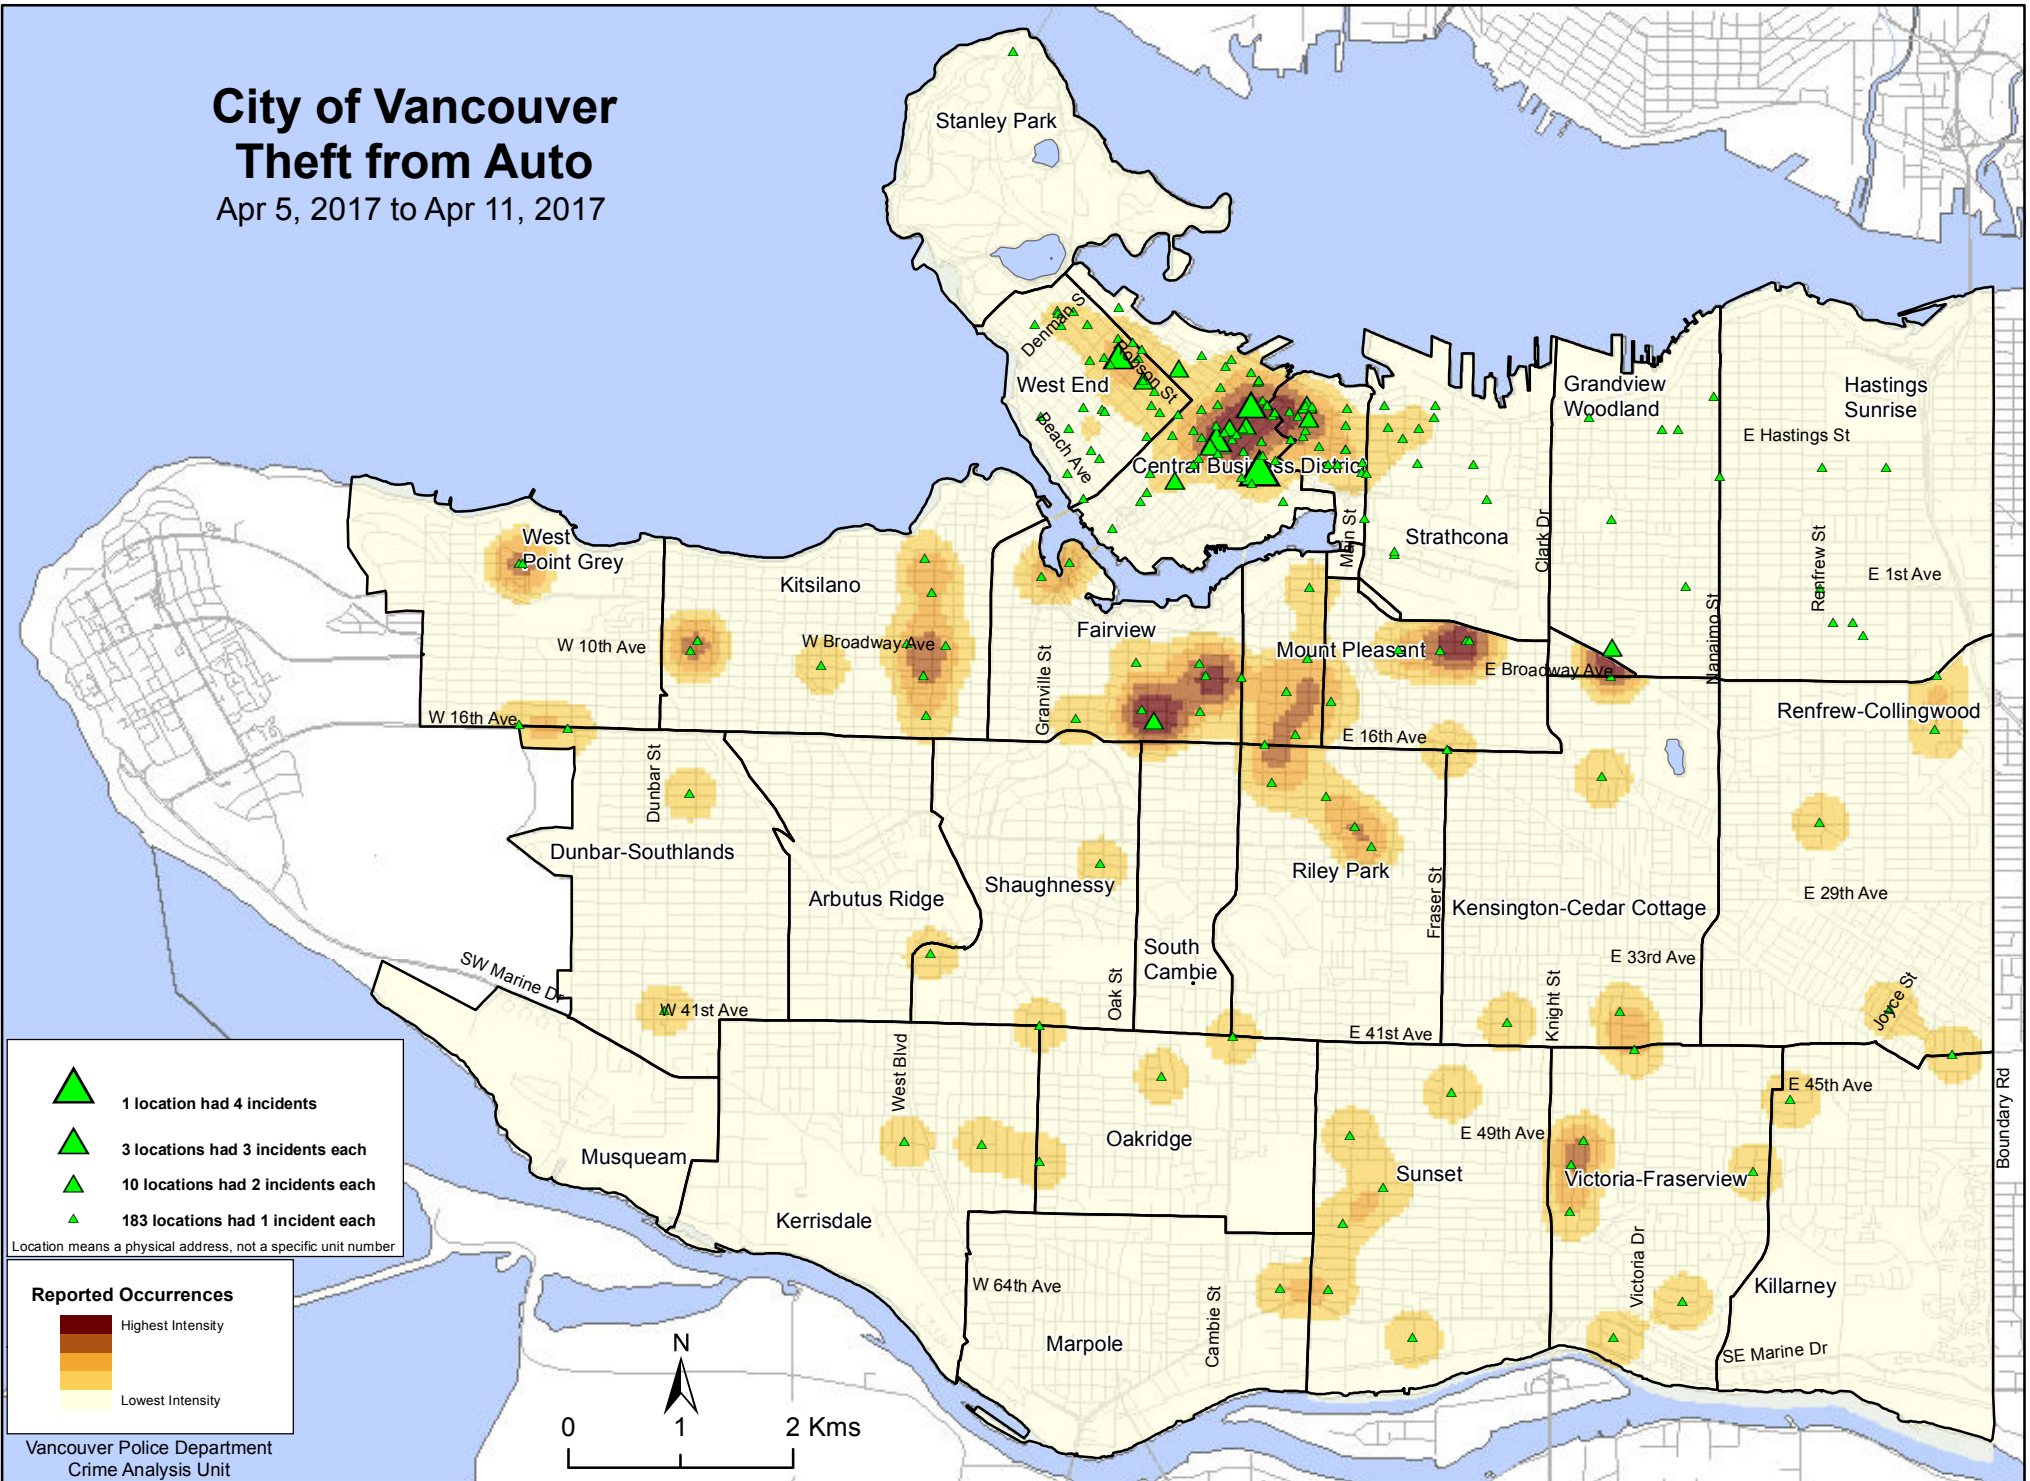 City of Vancouver
Theft from Auto
Apr 5, 2017 to Apr 11, 2017
Stanley Park
Denman St
Robson St
West End
Beach Ave
Central Business District
Grandview
Woodland
Hastings
Sunrise
E Hastings St
Main St
Strathcona
Clark Dr
Nanaimo St
Renfrew St
E 1st Ave
West
Point Grey
Kitsilano
W 10th Ave
W Broadway Ave
Fairview
Granville St
Mount Pleasant
E Broadway Ave
W 16th Ave
E 16th Ave
Renfrew-Collingwood
Dunbar St
Dunbar-Southlands
Arbutus Ridge
Shaughnessy
Riley Park
Fraser St
Kensington-Cedar Cottage
E 29th Ave
South
Cambie
Oak St
E 33rd Ave
SW Marine Dr
W 41st Ave
E 41st Ave
Knight St
Joyce St
West Blvd
E 45th Ave
Boundary Rd
Musqueam
Oakridge
E 49th Ave
Sunset
Victoria-Fraserview
Kerrisdale
W 64th Ave
Cambie St
Victoria Dr
Killarney
Marpole
SE Marine Dr
1 location had 4 incidents
3 locations had 3 incidents each
10 locations had 2 incidents each
183 locations had 1 incident each
Location means a physical address, not a specific unit number
Reported Occurrences
Highest Intensity
Lowest Intensity
Vancouver Police Department
Crime Analysis Unit
N
0 1 2 Kms